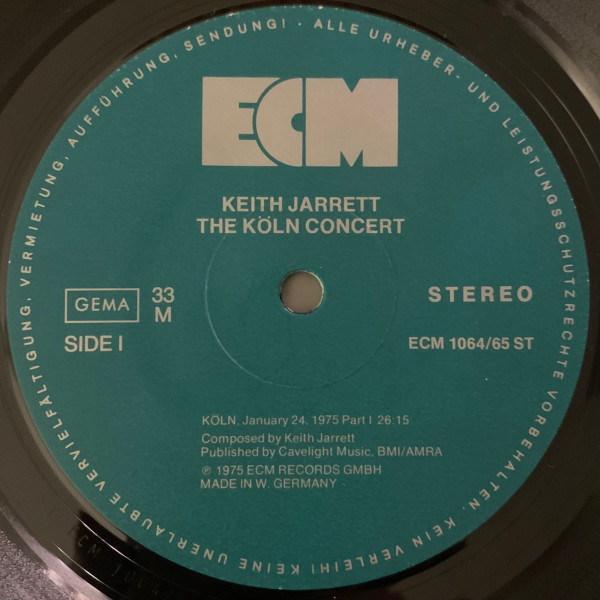 ALLE URHEBER- UND LEISTUNGSSCHUTZRECHTE VORBEHALTEN · KEIN VERLEIH! KEINE UNERLAUBTE VERVIELFÄLTIGUNG, VERMIETUNG, AUFFÜHRUNG, SENDUNG! ·
ECM
KEITH JARRETT
THE KÖLN CONCERT
GEMA 33 STEREO
M
SIDE I ECM 1064/65 ST
KÖLN, January 24, 1975 Part I 26:15
Composed by Keith Jarrett
Published by Cavelight Music, BMI/AMRA
℗ 1975 ECM RECORDS GMBH
MADE IN W. GERMANY